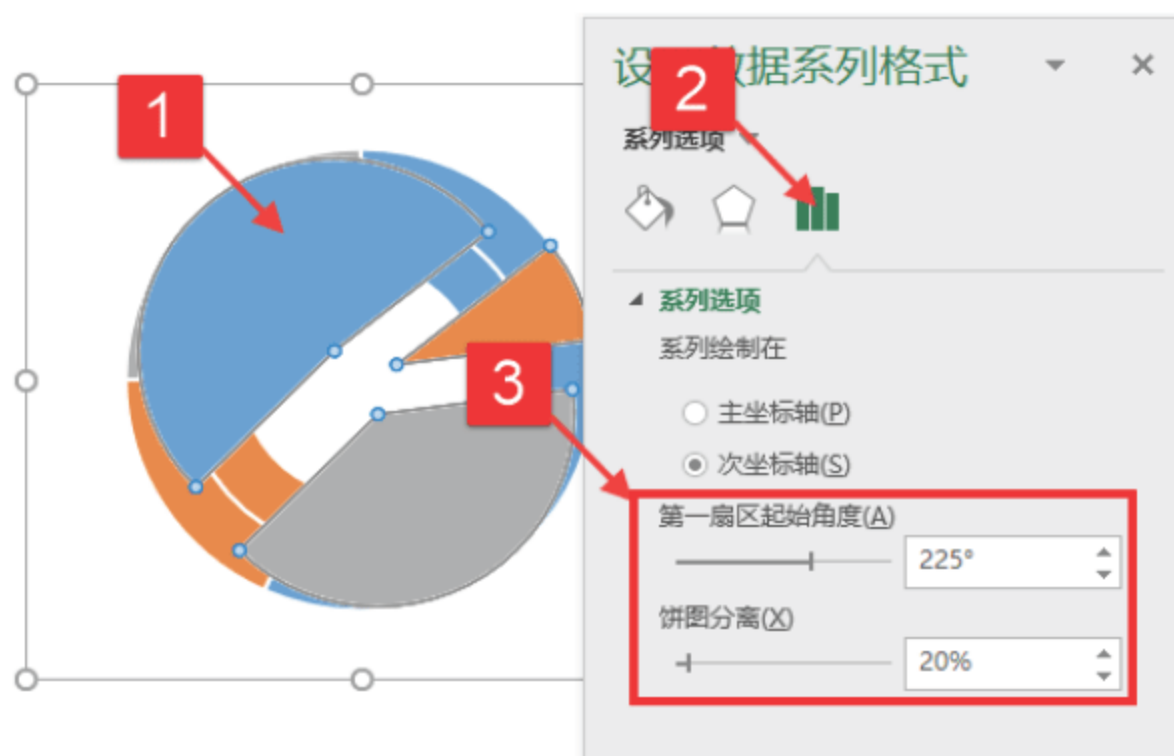 1
2
设 数据系列格式
系列选项
系列选项
系列绘制在
主坐标轴(P)
次坐标轴(S)
3
第一扇区起始角度(A)
225°
饼图分离(X)
20%